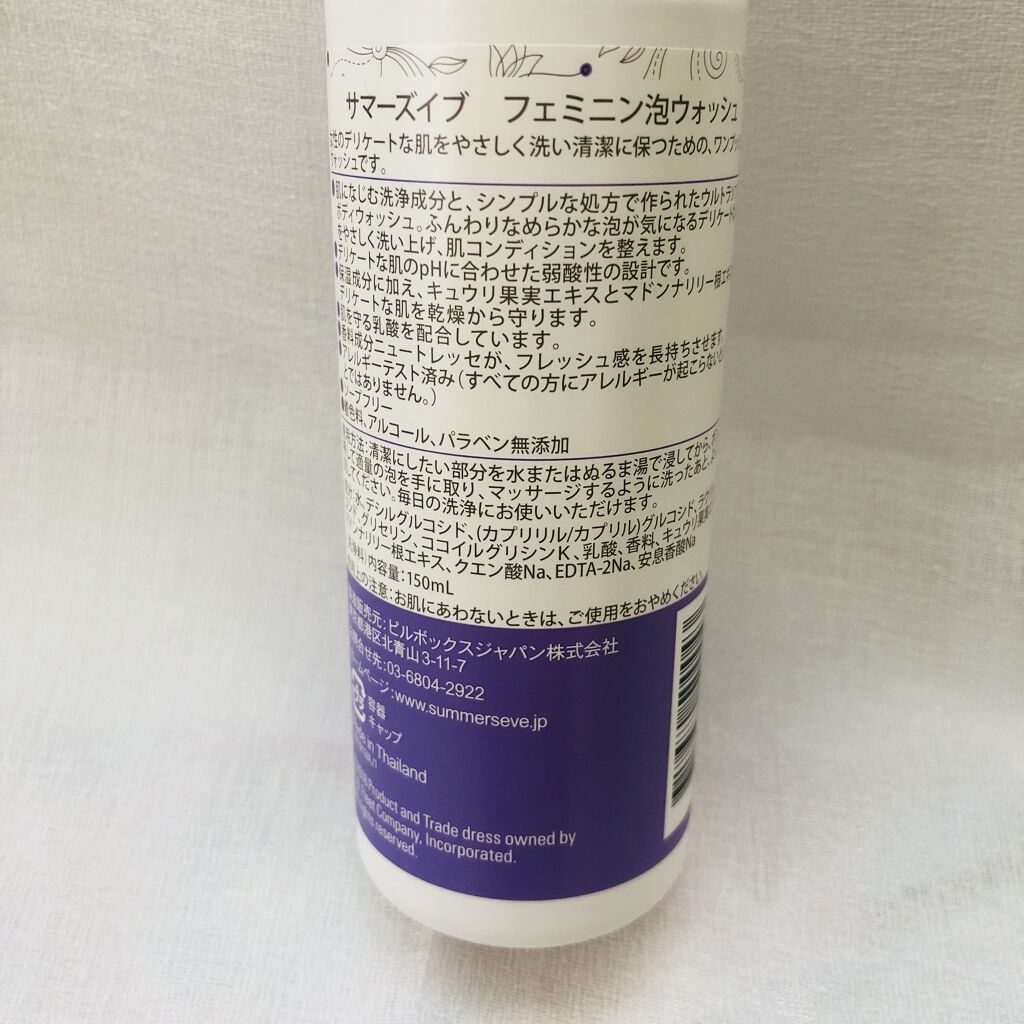 サマーズイブ フェミニン泡ウォッシュ
のデリケートな肌をやさしく洗い清潔に保つための、ワンプッ
ォッシュです。
●肌になじむ洗浄成分と、シンプルな処方で作られたウルトラ
ボディウォッシュ。ふんわりなめらかな泡が気になるデリケート
をやさしく洗い上げ、肌コンディションを整えます。
●デリケートな肌のpHに合わせた弱酸性の設計です。
●保湿成分に加え、キュウリ果実エキスとマドンナリリー根エキ
デリケートな肌を乾燥から守ります。
●肌を守る乳酸を配合しています。
●香料成分ニュートレッセが、フレッシュ感を長持ちさせます。
●アレルギーテスト済み(すべての方にアレルギーが起こらない
とではありません。)
●ソープフリー
●着色料、アルコール、パラベン無添加
方法:清潔にしたい部分を水またはぬるま湯で浸してから、
て適量の泡を手に取り、マッサージするように洗ったあと、
してください。毎日の洗浄にお使いいただけます。
水、デシルグルコシド、(カプリリル/カプリル)グルコシド、
グリセリン、ココイルグリシンK、乳酸、香料、キュウリ果実
ンナリリー根エキス、クエン酸Na、EDTA-2Na、安息香酸Na
内容量:150mL
上の注意:お肌にあわないときは、ご使用をおやめください。
販売元:ピルボックスジャパン株式会社
京都港区北青山3-11-7
合せ先:03-6804-2922
ームページ:www.summerseve.jp
容器
キャップ
in Thailand
Product and Trade dress owned by
Company, Incorporated.
reserved.